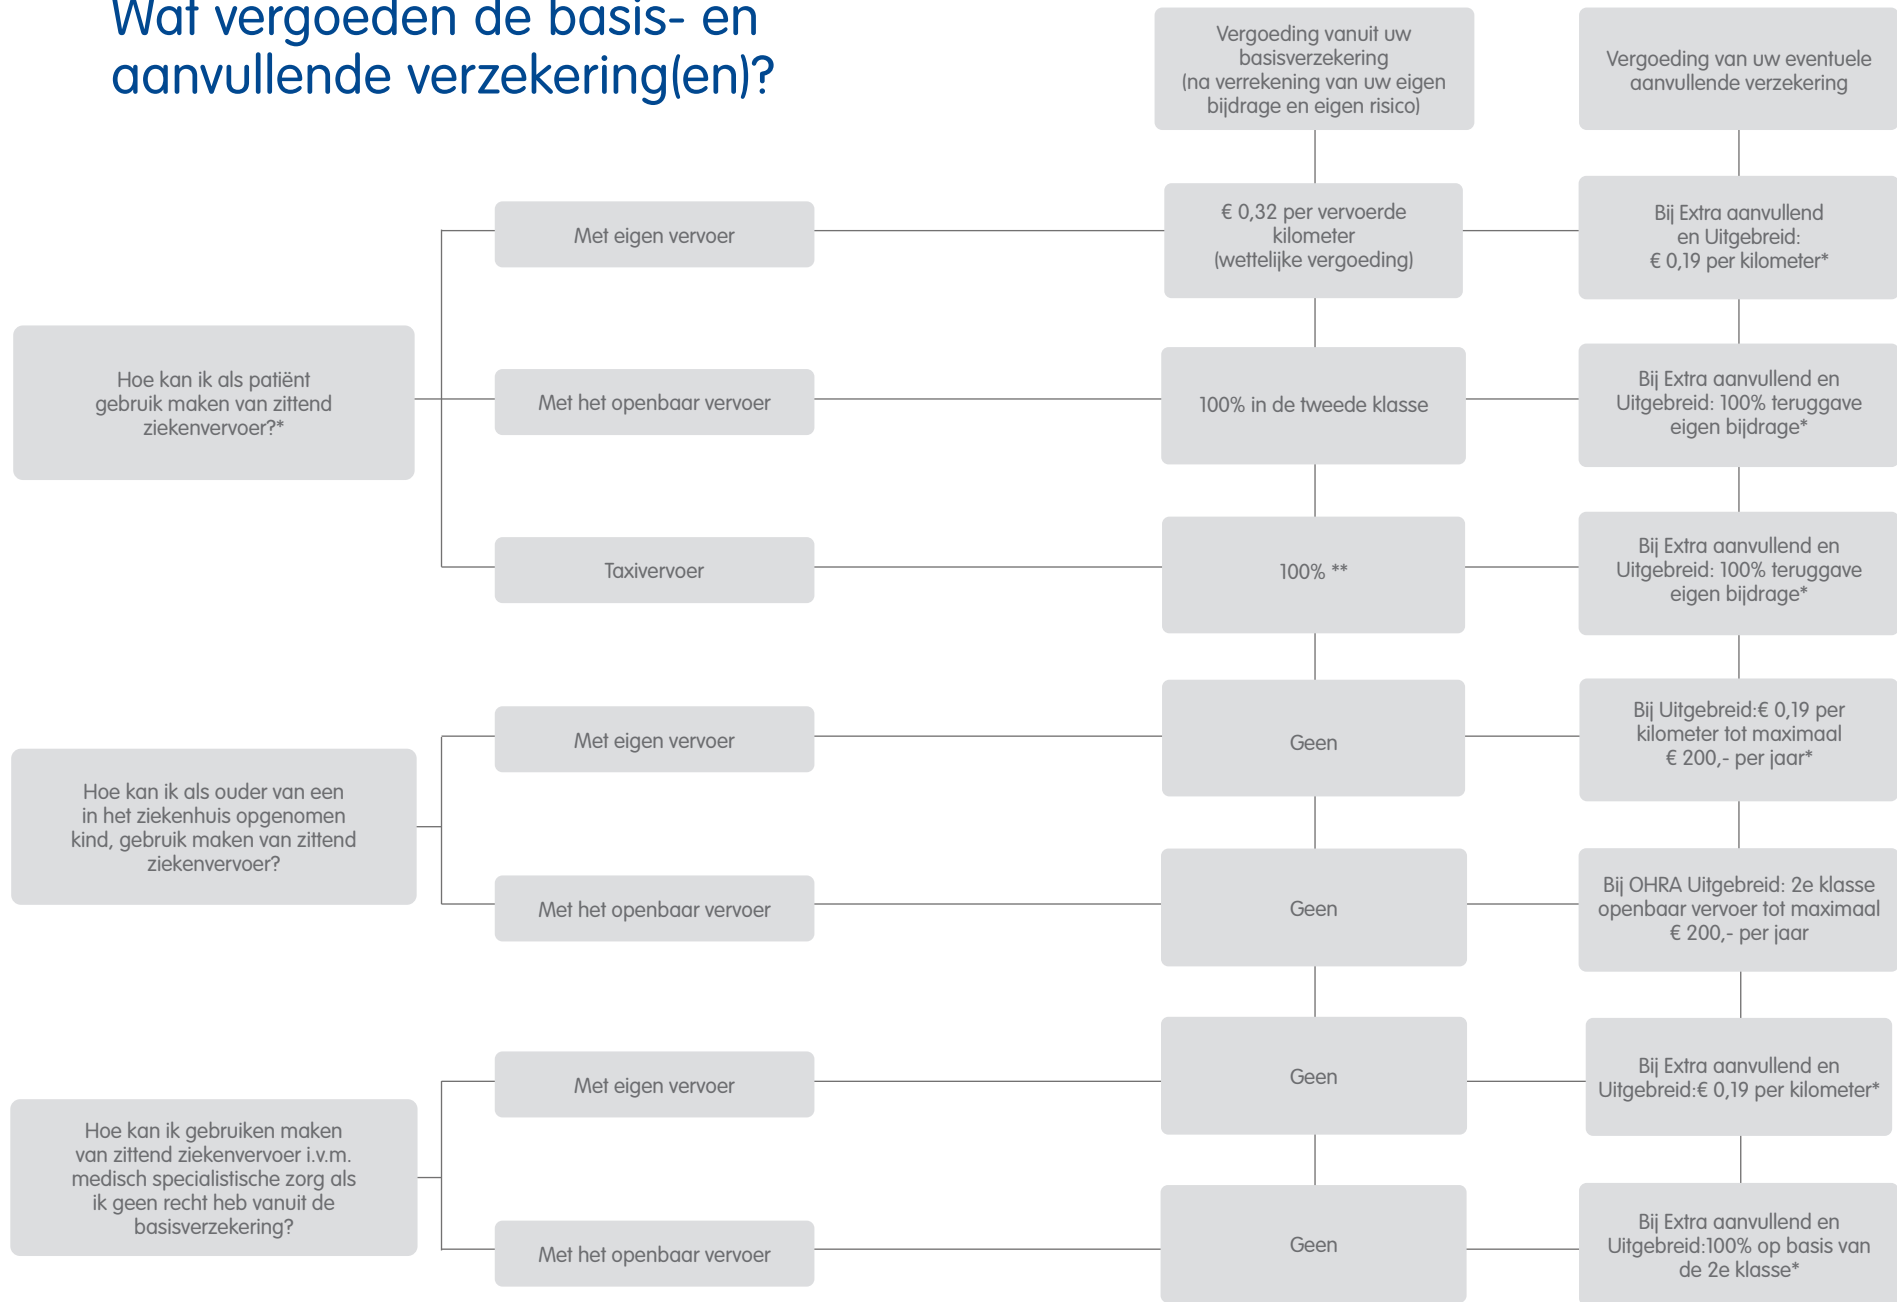 Wat vergoeden de basis- en
aanvullende verzekering(en)?
Vergoeding vanuit uw
basisverzekering
(na verrekening van uw eigen
bijdrage en eigen risico)
Vergoeding van uw eventuele
aanvullende verzekering
Hoe kan ik als patiënt
gebruik maken van zittend
ziekenvervoer?*
Met eigen vervoer
€ 0,32 per vervoerde
kilometer
(wettelijke vergoeding)
Bij Extra aanvullend
en Uitgebreid:
€ 0,19 per kilometer*
Met het openbaar vervoer
100% in de tweede klasse
Bij Extra aanvullend en
Uitgebreid: 100% teruggave
eigen bijdrage*
Taxivervoer
100% **
Bij Extra aanvullend en
Uitgebreid: 100% teruggave
eigen bijdrage*
Hoe kan ik als ouder van een
in het ziekenhuis opgenomen
kind, gebruik maken van zittend
ziekenvervoer?
Met eigen vervoer
Geen
Bij Uitgebreid:€ 0,19 per
kilometer tot maximaal
€ 200,- per jaar*
Met het openbaar vervoer
Geen
Bij OHRA Uitgebreid: 2e klasse
openbaar vervoer tot maximaal
€ 200,- per jaar
Hoe kan ik gebruiken maken
van zittend ziekenvervoer i.v.m.
medisch specialistische zorg als
ik geen recht heb vanuit de
basisverzekering?
Met eigen vervoer
Geen
Bij Extra aanvullend en
Uitgebreid:€ 0,19 per kilometer*
Met het openbaar vervoer
Geen
Bij Extra aanvullend en
Uitgebreid:100% op basis van
de 2e klasse*